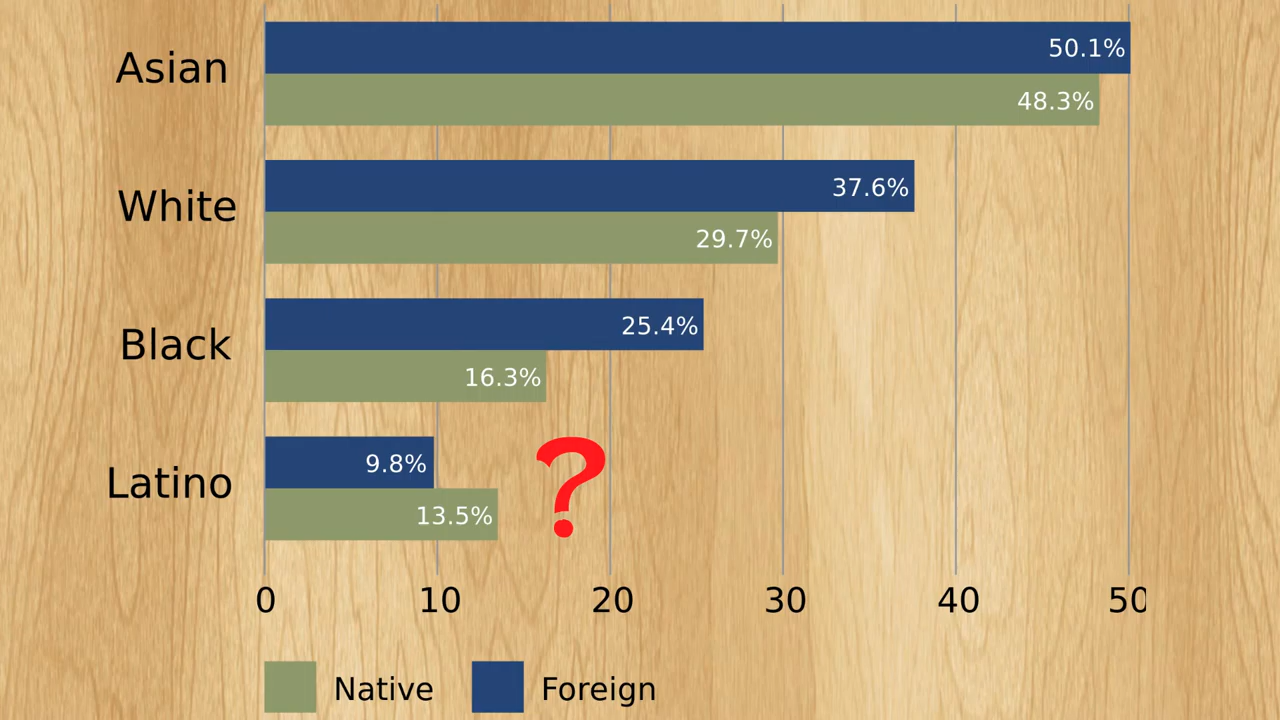 Asian
50.1%
48.3%
White
37.6%
29.7%
Black
25.4%
16.3%
Latino
9.8%
13.5%
?
0 10 20 30 40 50
Native Foreign